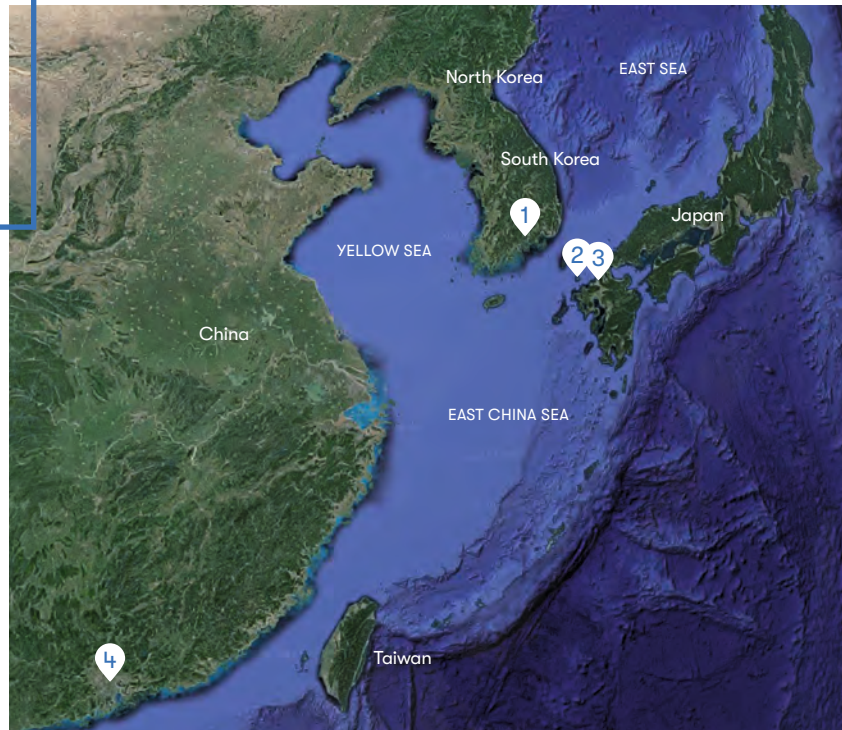 EAST SEA
North Korea
South Korea
1
Japan
YELLOW SEA
2
3
China
EAST CHINA SEA
4
Taiwan